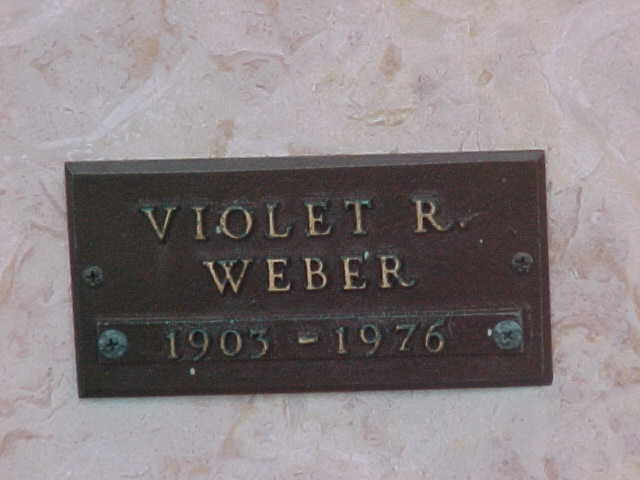 VIOLET R.
WEBER
1903 - 1976